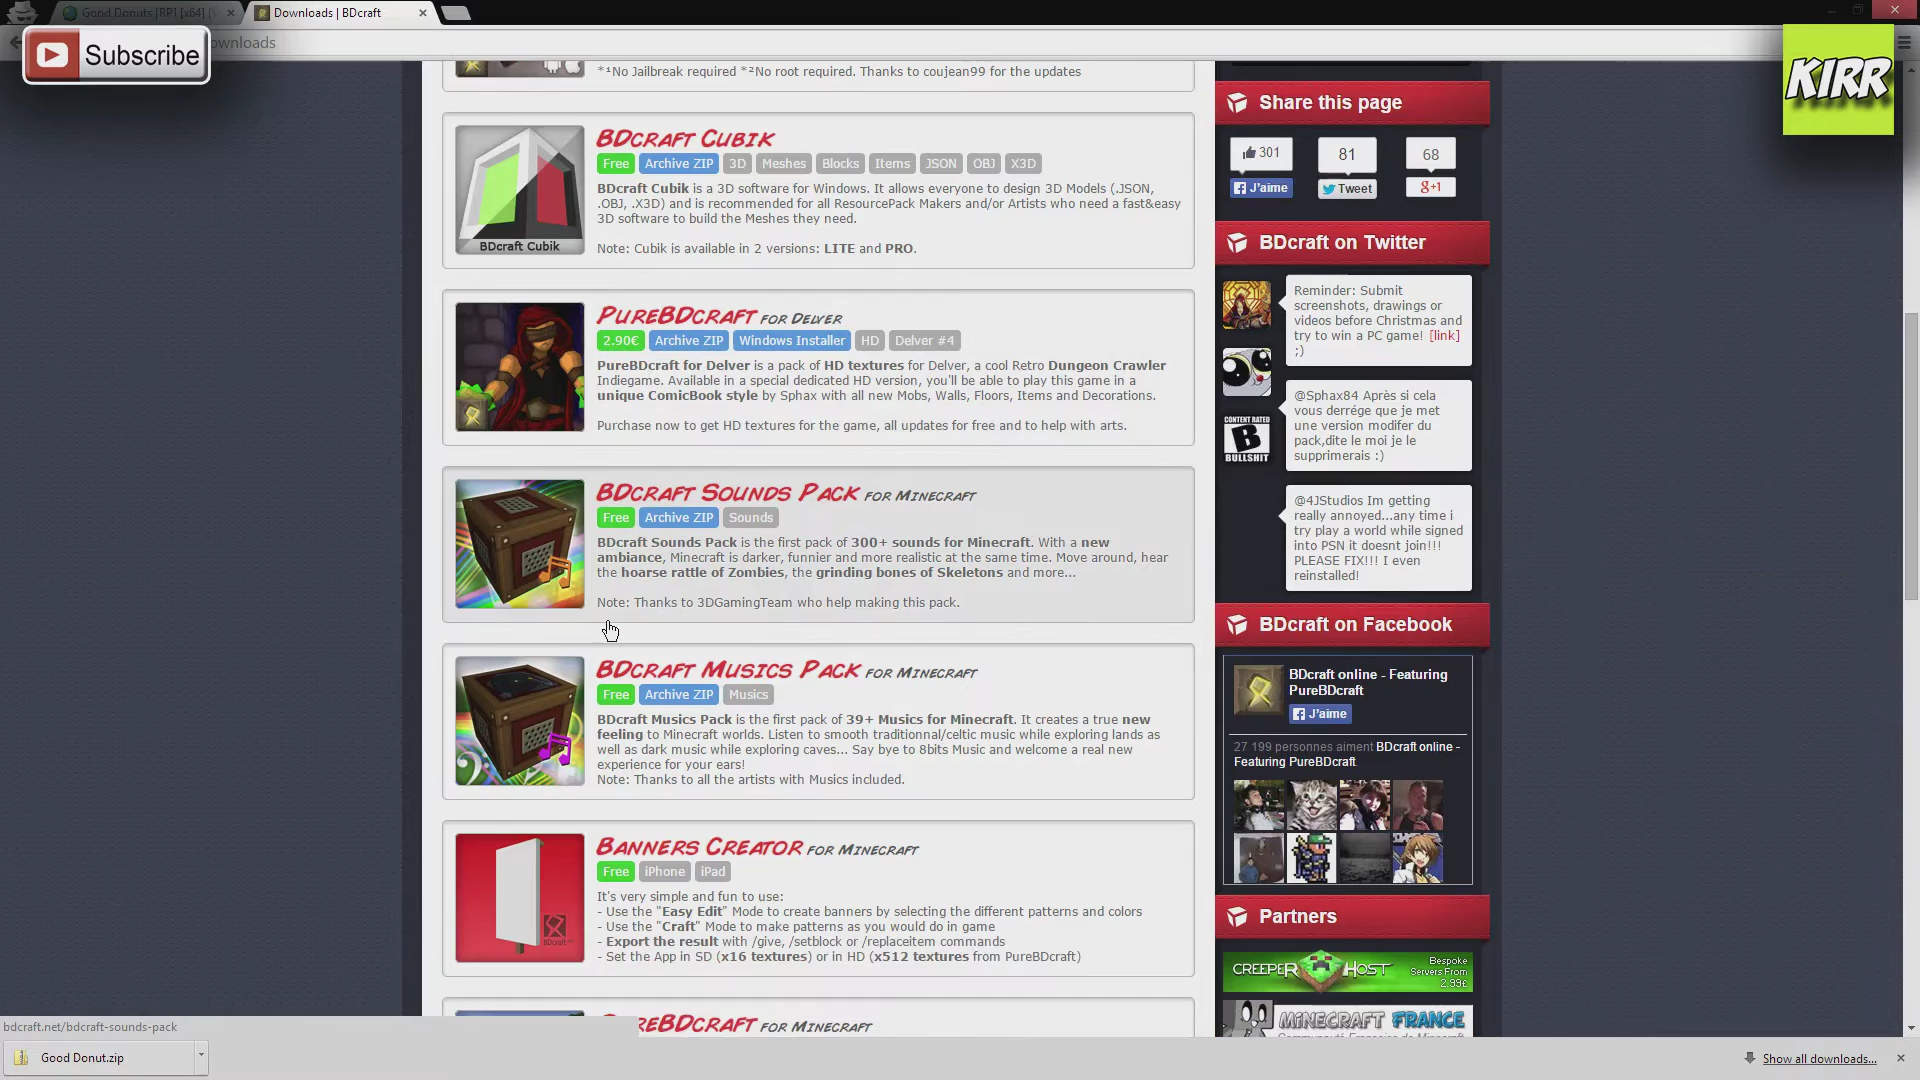 Good Donuts [RP] [x64]
Downloads | BDcraft
Subscribe
ownloads
KIRR
*¹No Jailbreak required *²No root required. Thanks to coujean99 for the updates
BDcraft Cubik
Free Archive ZIP 3D Meshes Blocks Items JSON OBJ X3D
BDcraft Cubik is a 3D software for Windows. It allows everyone to design 3D Models (.JSON,
.OBJ, .X3D) and is recommended for all ResourcePack Makers and/or Artists who need a fast&easy
3D software to build the Meshes they need.
Note: Cubik is available in 2 versions: LITE and PRO.
BDcraft Cubik
PureBDcraft for Delver
2.90€ Archive ZIP Windows Installer HD Delver #4
PureBDcraft for Delver is a pack of HD textures for Delver, a cool Retro Dungeon Crawler
Indiegame. Available in a special dedicated HD version, you'll be able to play this game in a
unique ComicBook style by Sphax with all new Mobs, Walls, Floors, Items and Decorations.
Purchase now to get HD textures for the game, all updates for free and to help with arts.
BDcraft Sounds Pack for Minecraft
Free Archive ZIP Sounds
BDcraft Sounds Pack is the first pack of 300+ sounds for Minecraft. With a new
ambiance, Minecraft is darker, funnier and more realistic at the same time. Move around, hear
the hoarse rattle of Zombies, the grinding bones of Skeletons and more...
Note: Thanks to 3DGamingTeam who help making this pack.
BDcraft Musics Pack for Minecraft
Free Archive ZIP Musics
BDcraft Musics Pack is the first pack of 39+ Musics for Minecraft. It creates a true new
feeling to Minecraft worlds. Listen to smooth traditionnal/celtic music while exploring lands as
well as dark music while exploring caves... Say bye to 8bits Music and welcome a real new
experience for your ears!
Note: Thanks to all the artists with Musics included.
Banners Creator for Minecraft
Free iPhone iPad
It's very simple and fun to use:
- Use the "Easy Edit" Mode to create banners by selecting the different patterns and colors
- Use the "Craft" Mode to make patterns as you would do in game
- Export the result with /give, /setblock or /replaceitem commands
- Set the App in SD (x16 textures) or in HD (x512 textures from PureBDcraft)
reBDcraft for Minecraft
Share this page
301 81 68
J'aime Tweet g+1
BDcraft on Twitter
Reminder: Submit
screenshots, drawings or
videos before Christmas and
try to win a PC game! [link]
;)
@Sphax84 Après si cela
vous derrége que je met
une version modifer du
pack,dite le moi je le
supprimerais :)
CONTENT RATED
B
BULLSHIT
@4JStudios Im getting
really annoyed...any time i
try play a world while signed
into PSN it doesnt join!!!
PLEASE FIX!!! I even
reinstalled!
BDcraft on Facebook
BDcraft online - Featuring
PureBDcraft
J'aime
27 199 personnes aiment BDcraft online -
Featuring PureBDcraft
Partners
CREEPER HOST
Bespoke
Servers From
2.99£
MINECRAFT FRANCE
bdcraft.net/bdcraft-sounds-pack
Good Donut.zip
Show all downloads...